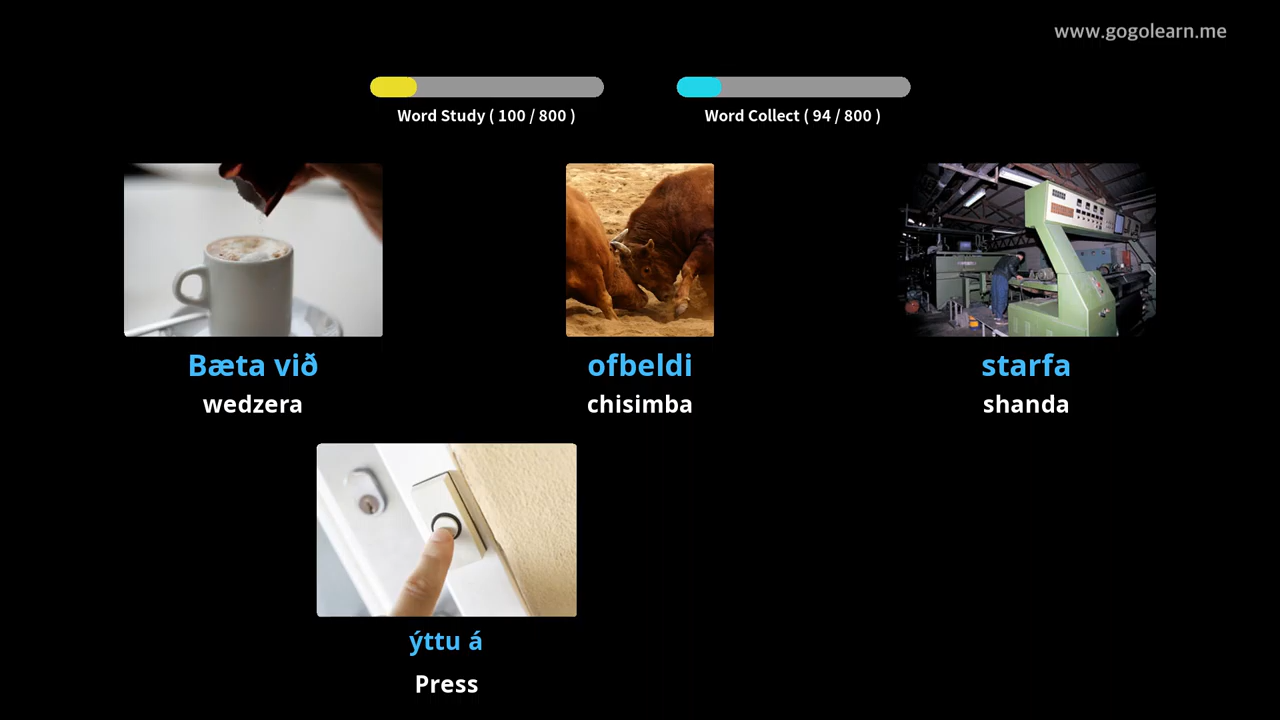 www.gogolearn.me
Word Study ( 100 / 800 )
Word Collect ( 94 / 800 )
Bæta við
wedzera
ofbeldi
chisimba
starfa
shanda
ýttu á
Press